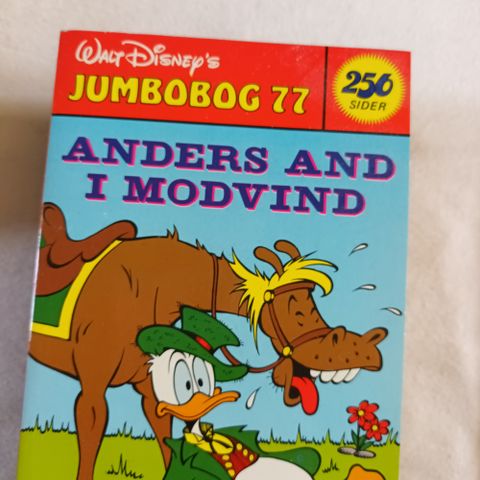 WALT DISNEY'S
JUMBOBOG 77
256
SIDER
ANDERS AND
I MODVIND